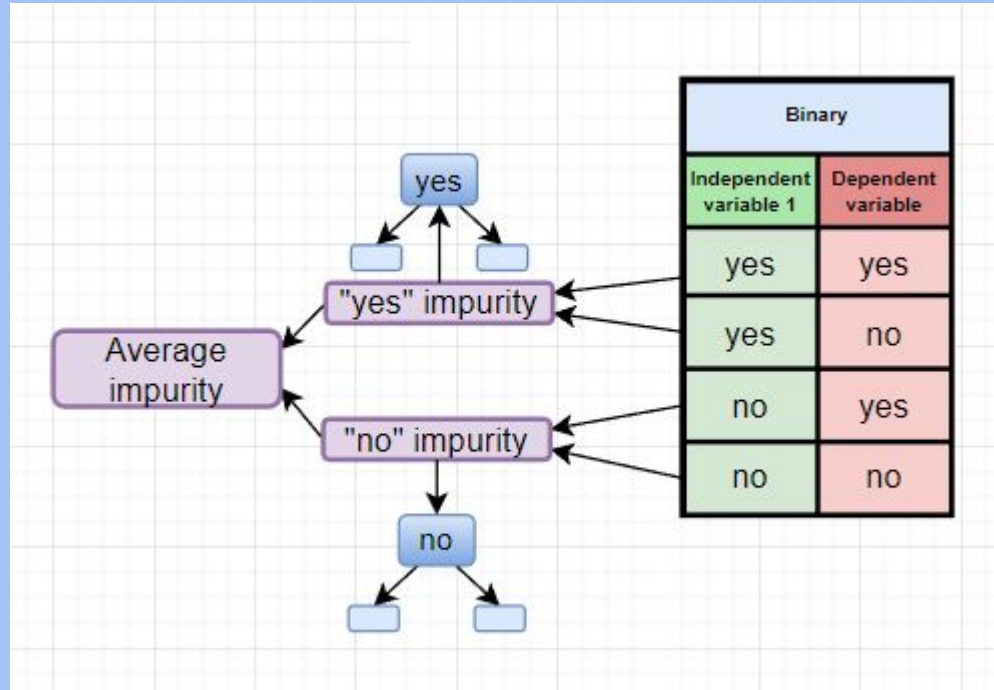 Binary
Independent
variable 1
Dependent
variable
yes
yes
yes
no
no
yes
no
no
yes
"yes" impurity
Average
impurity
"no" impurity
no